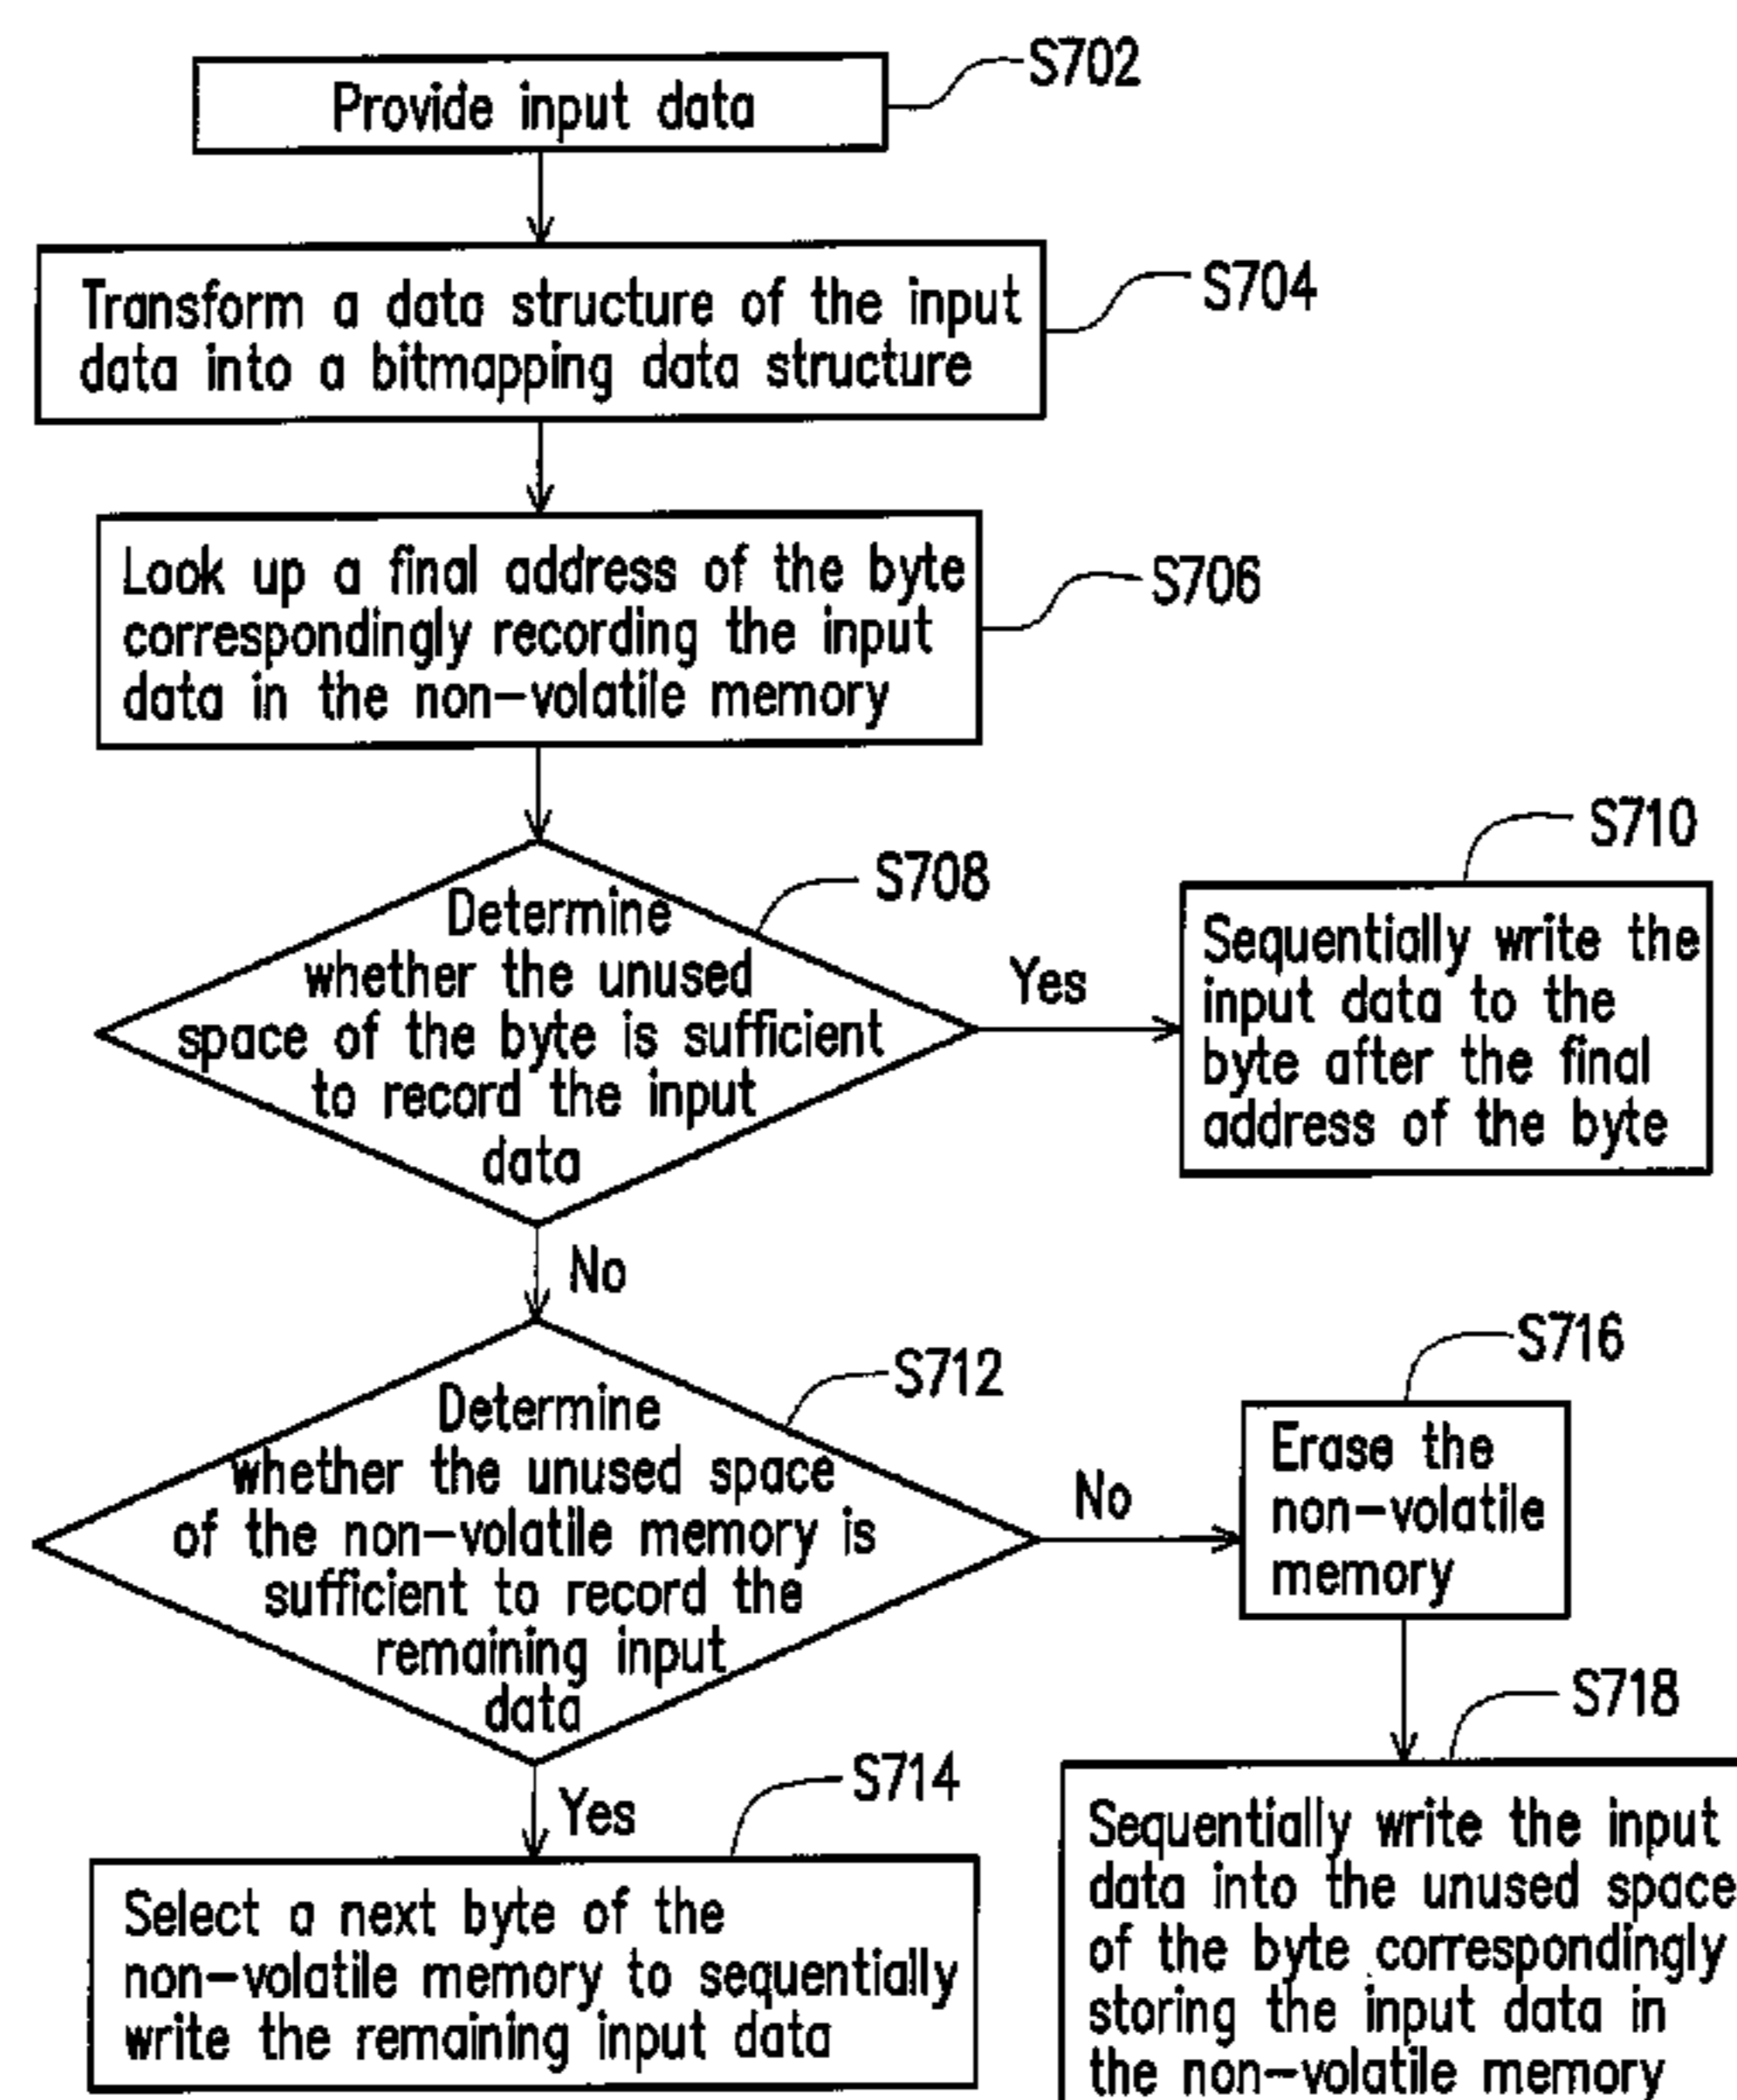 Provide input data
S702
Transform a data structure of the input
data into a bitmapping data structure
S704
Look up a final address of the byte
correspondingly recording the input
data in the non-volatile memory
S706
Determine
whether the unused
space of the byte is sufficient
to record the input
data
S708
Yes
S710
Sequentially write the
input data to the
byte after the final
address of the byte
No
Determine
whether the unused space
of the non-volatile memory is
sufficient to record the
remaining input
data
S712
No
S716
Erase the
non-volatile
memory
Yes
S714
Select a next byte of the
non-volatile memory to sequentially
write the remaining input data
S718
Sequentially write the input
data into the unused space
of the byte correspondingly
storing the input data in
the non-volatile memory